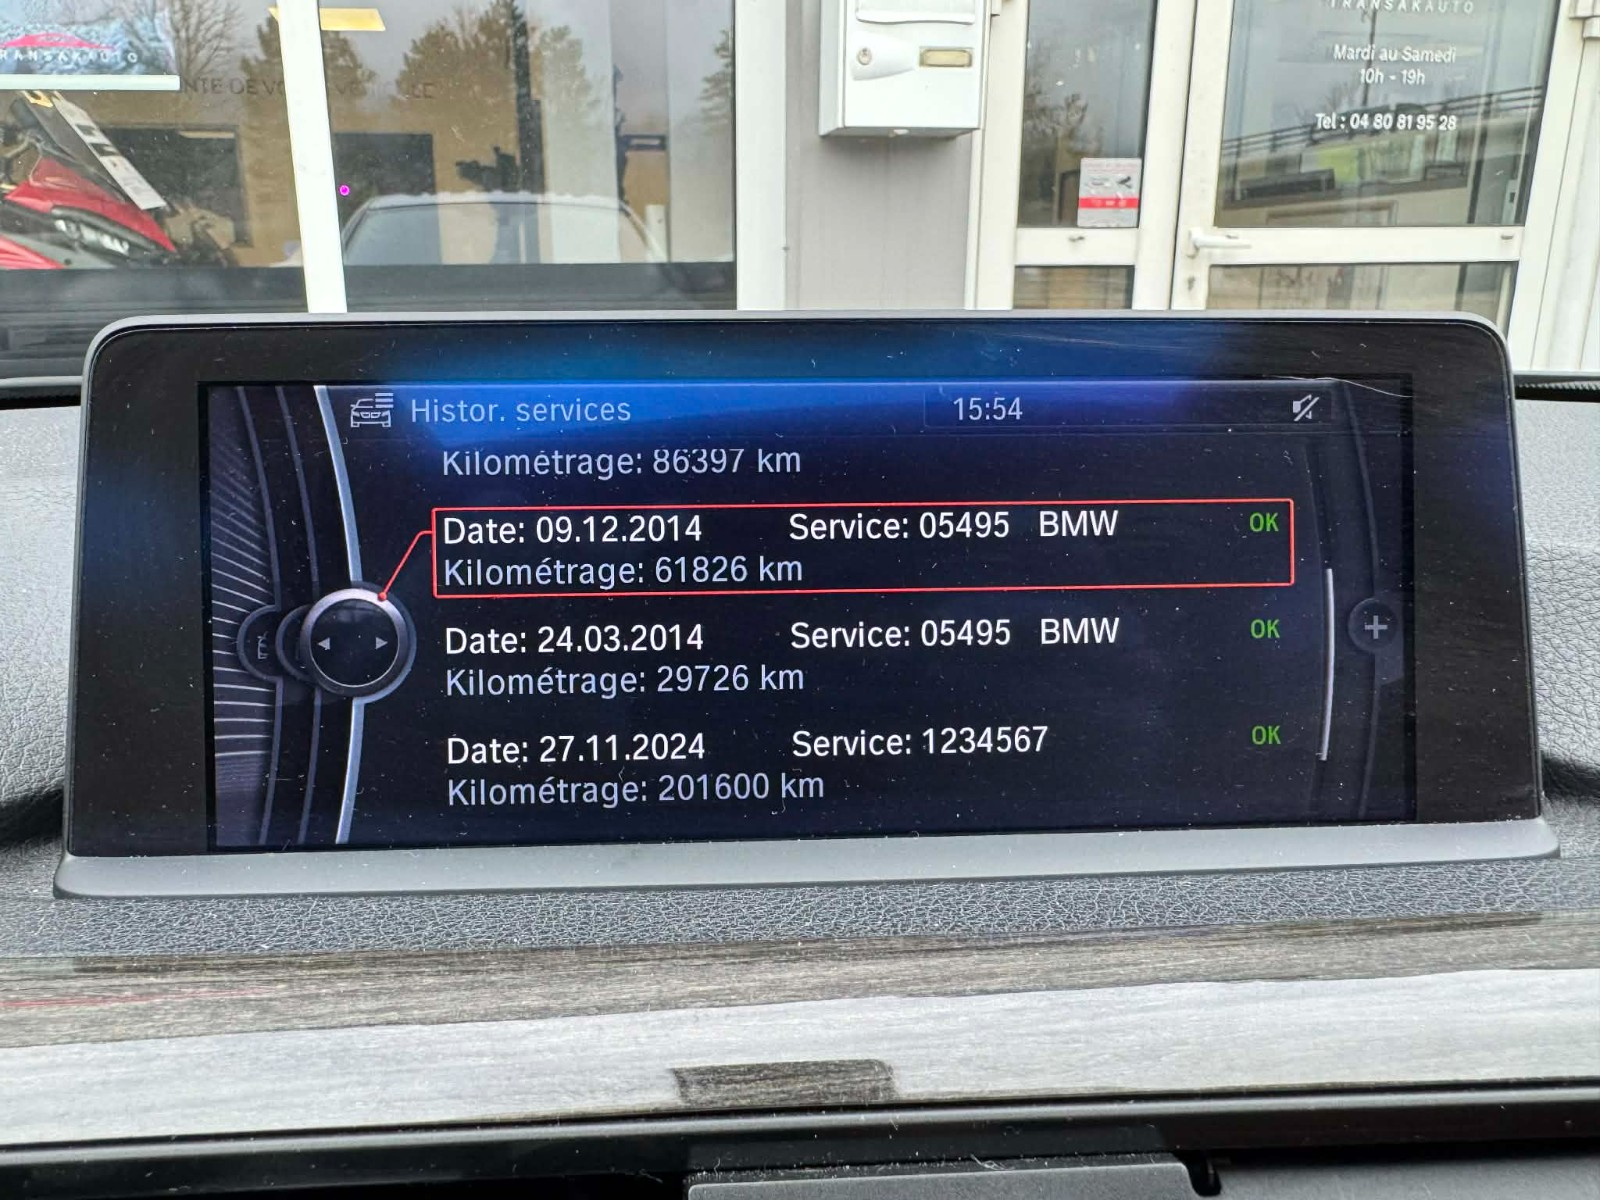 TRANSAKAUTO
TRANSAKAUTO
Mardi au Samedi
10h - 19h
Tel : 04 80 81 95 28
Histor. services
15:54
Kilométrage: 86397 km
Date: 09.12.2014 Service: 05495 BMW OK
Kilométrage: 61826 km
Date: 24.03.2014 Service: 05495 BMW OK
Kilométrage: 29726 km
Date: 27.11.2024 Service: 1234567 OK
Kilométrage: 201600 km